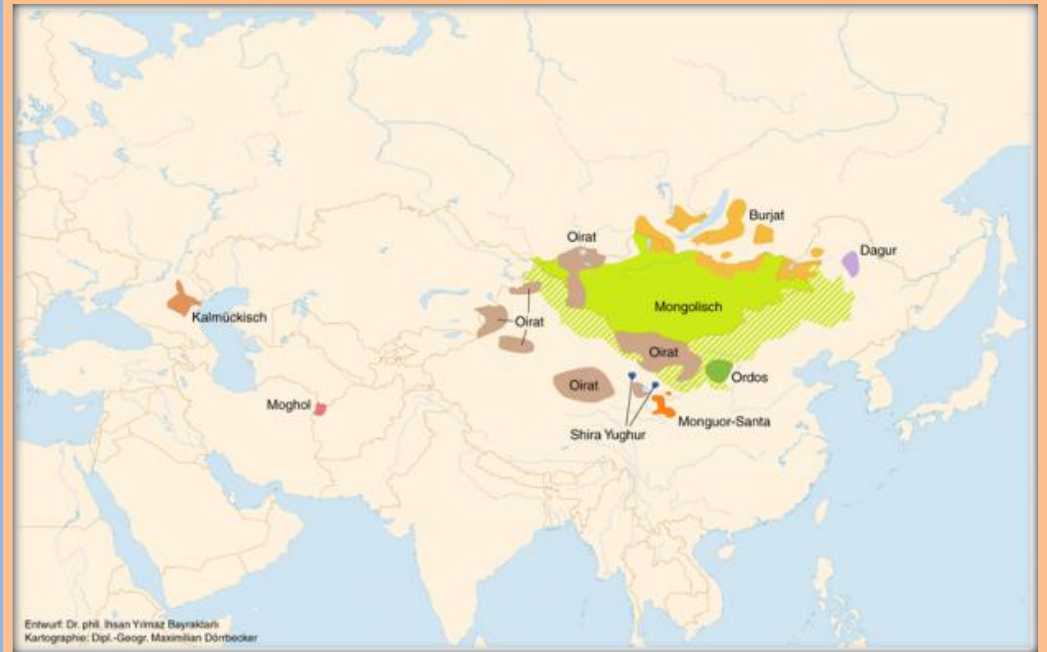 Burjat
Oirat
Dagur
Mongolisch
Kalmückisch
Oirat
Oirat
Ordos
Oirat
Moghol
Monguor-Santa
Shira Yughur
Entwurf: Dr. phil. Ihsan Yılmaz Bayraktarlı
Kartographie: Dipl.-Geogr. Maximilian Dörrbecker